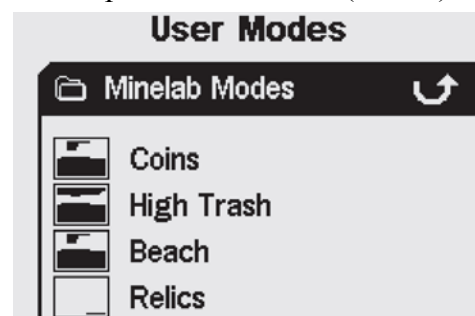 User Modes
Minelab Modes
Coins
High Trash
Beach
Relics